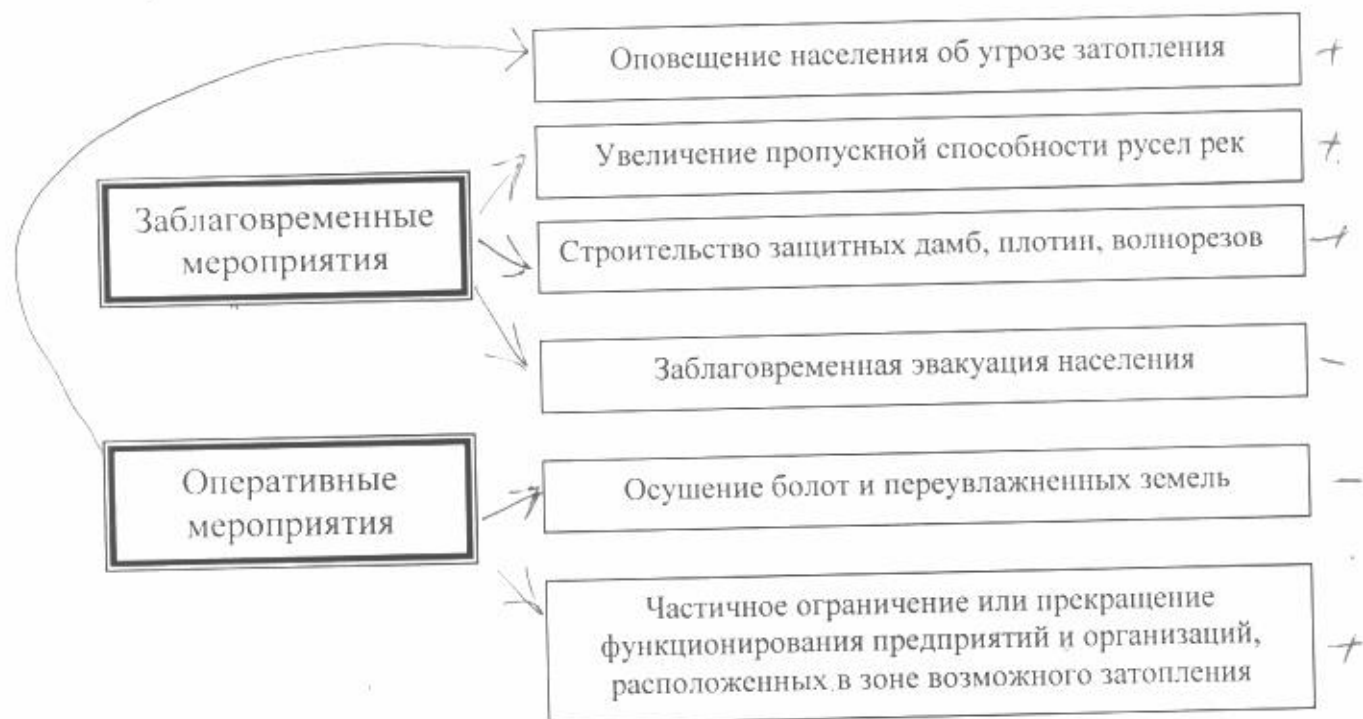 Оповещение населения об угрозе затопления +
Увеличение пропускной способности русел рек +
Заблаговременные
мероприятия
Строительство защитных дамб, плотин, волнорезов +
Заблаговременная эвакуация населения -
Оперативные
мероприятия
Осушение болот и переувлажненных земель -
Частичное ограничение или прекращение
функционирования предприятий и организаций, +
расположенных в зоне возможного затопления